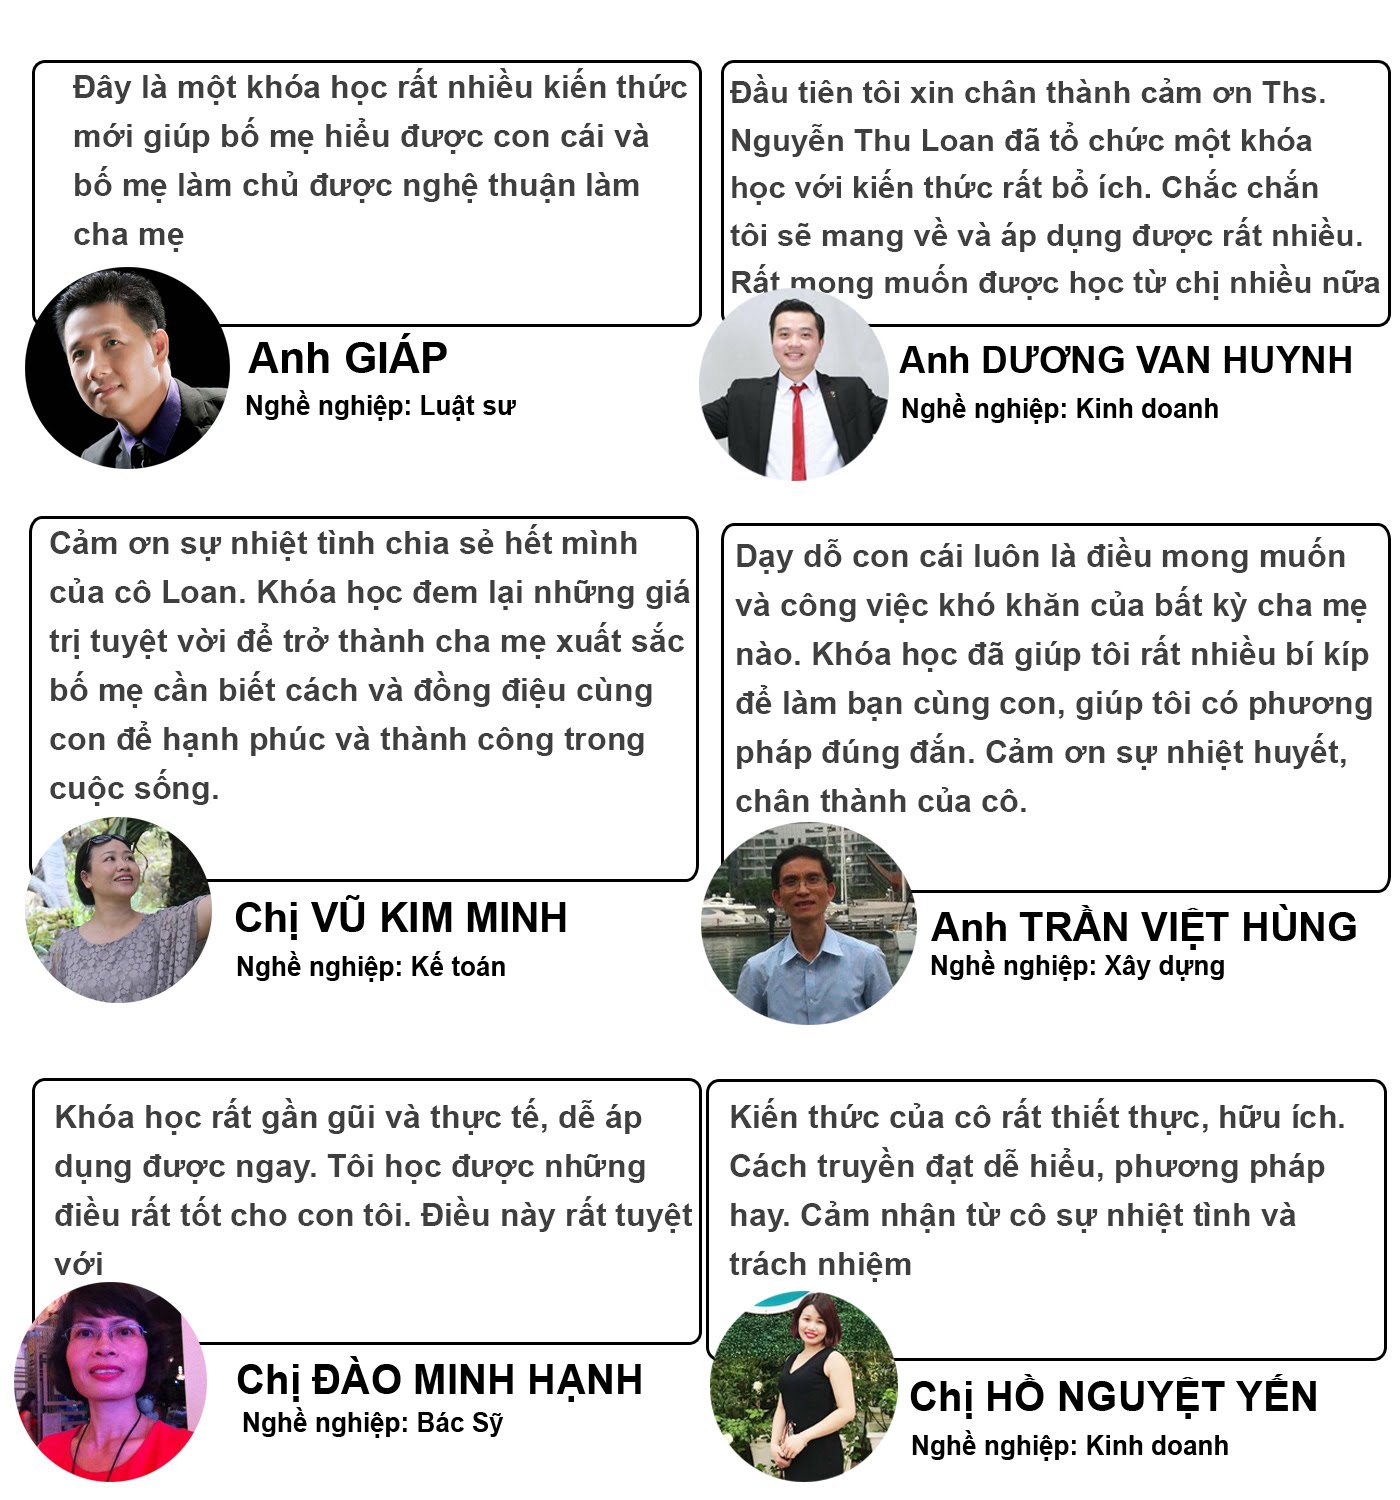 Đây là một khóa học rất nhiều kiến thức
mới giúp bố mẹ hiểu được con cái và
bố mẹ làm chủ được nghệ thuận làm
cha mẹ
Anh GIÁP
Nghề nghiệp: Luật sư
Đầu tiên tôi xin chân thành cảm ơn Ths.
Nguyễn Thu Loan đã tổ chức một khóa
học với kiến thức rất bổ ích. Chắc chắn
tôi sẽ mang về và áp dụng được rất nhiều.
Rất mong muốn được học từ chị nhiều nữa
Anh DƯƠNG VAN HUYNH
Nghề nghiệp: Kinh doanh
Cảm ơn sự nhiệt tình chia sẻ hết mình
của cô Loan. Khóa học đem lại những giá
trị tuyệt vời để trở thành cha mẹ xuất sắc
bố mẹ cần biết cách và đồng điệu cùng
con để hạnh phúc và thành công trong
cuộc sống.
Chị VŨ KIM MINH
Nghề nghiệp: Kế toán
Dạy dỗ con cái luôn là điều mong muốn
và công việc khó khăn của bất kỳ cha mẹ
nào. Khóa học đã giúp tôi rất nhiều bí kíp
để làm bạn cùng con, giúp tôi có phương
pháp đúng đắn. Cảm ơn sự nhiệt huyết,
chân thành của cô.
Anh TRẦN VIỆT HÙNG
Nghề nghiệp: Xây dựng
Khóa học rất gần gũi và thực tế, dễ áp
dụng được ngay. Tôi học được những
điều rất tốt cho con tôi. Điều này rất tuyệt
với
Chị ĐÀO MINH HẠNH
Nghề nghiệp: Bác Sỹ
Kiến thức của cô rất thiết thực, hữu ích.
Cách truyền đạt dễ hiểu, phương pháp
hay. Cảm nhận từ cô sự nhiệt tình và
trách nhiệm
Chị HỒ NGUYỆT YẾN
Nghề nghiệp: Kinh doanh